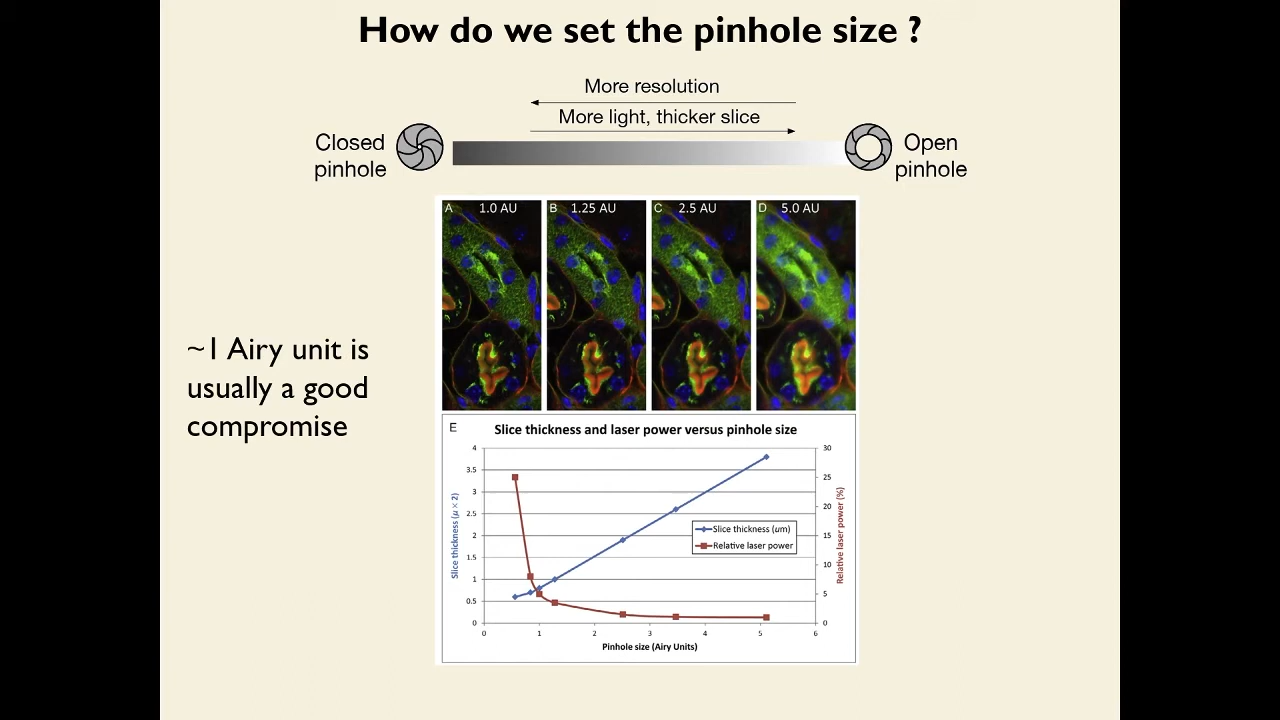 How do we set the pinhole size ?
More resolution
More light, thicker slice
Closed
pinhole
Open
pinhole
A 1.0 AU
B 1.25 AU
C 2.5 AU
D 5.0 AU
~1 Airy unit is
usually a good
compromise
E
Slice thickness and laser power versus pinhole size
Slice thickness (μ × 2)
4
3.5
3
2.5
2
1.5
1
0.5
0
30
25
20
15
10
5
0
Relative laser power (%)
Slice thickness (um)
Relative laser power
0 1 2 3 4 5 6
Pinhole size (Airy Units)